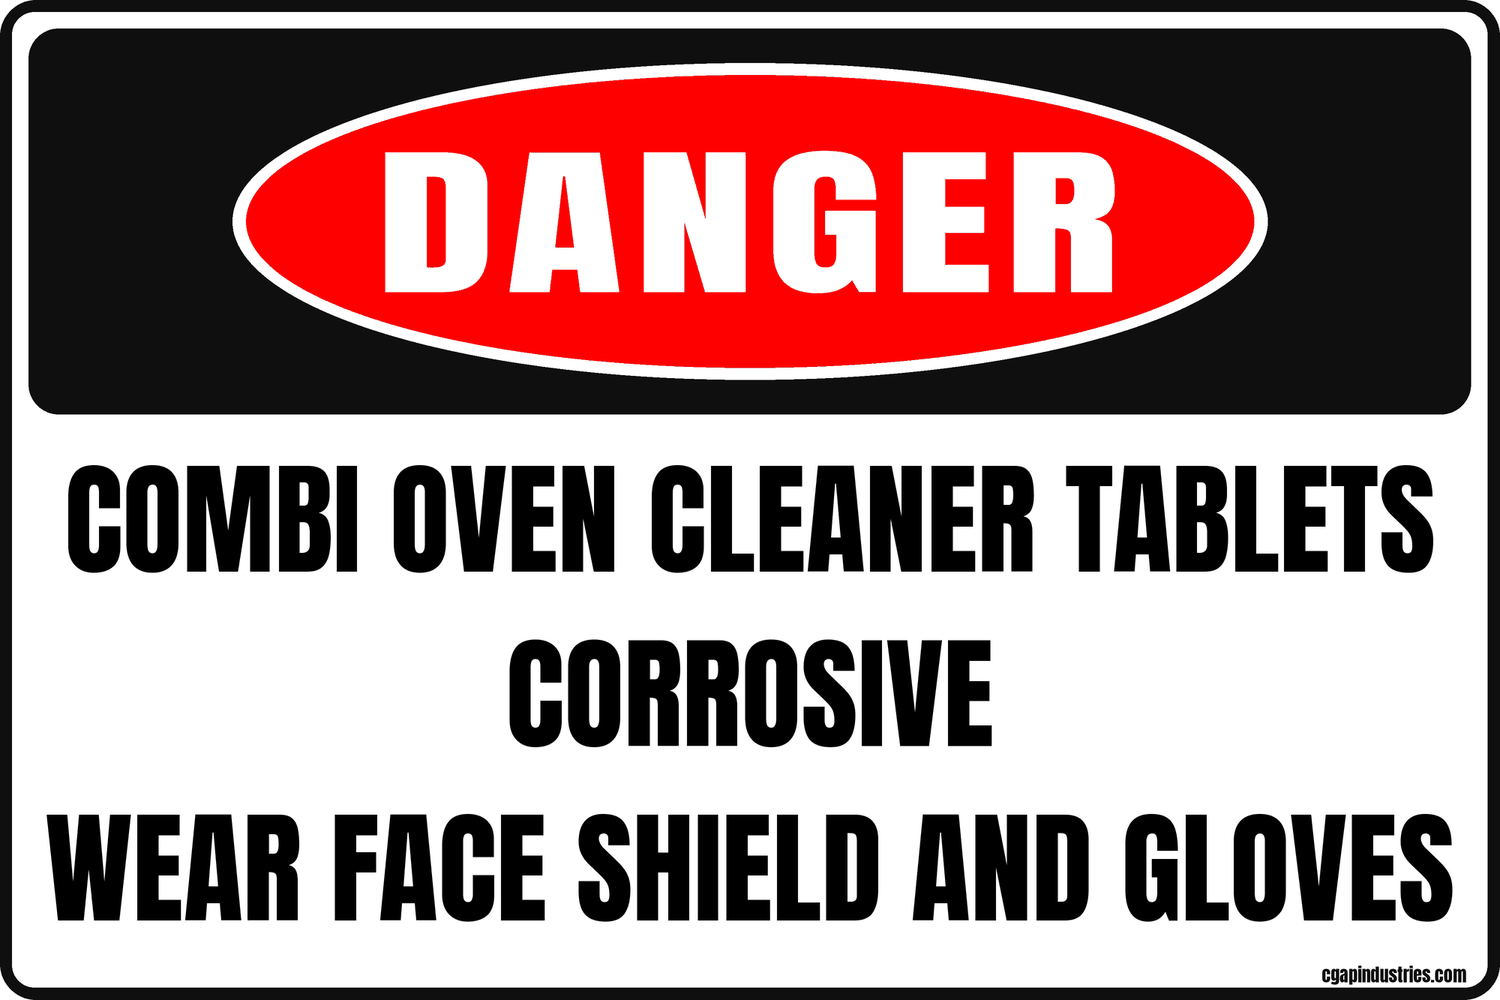 DANGER
COMBI OVEN CLEANER TABLETS
CORROSIVE
WEAR FACE SHIELD AND GLOVES
cgapindustries.com